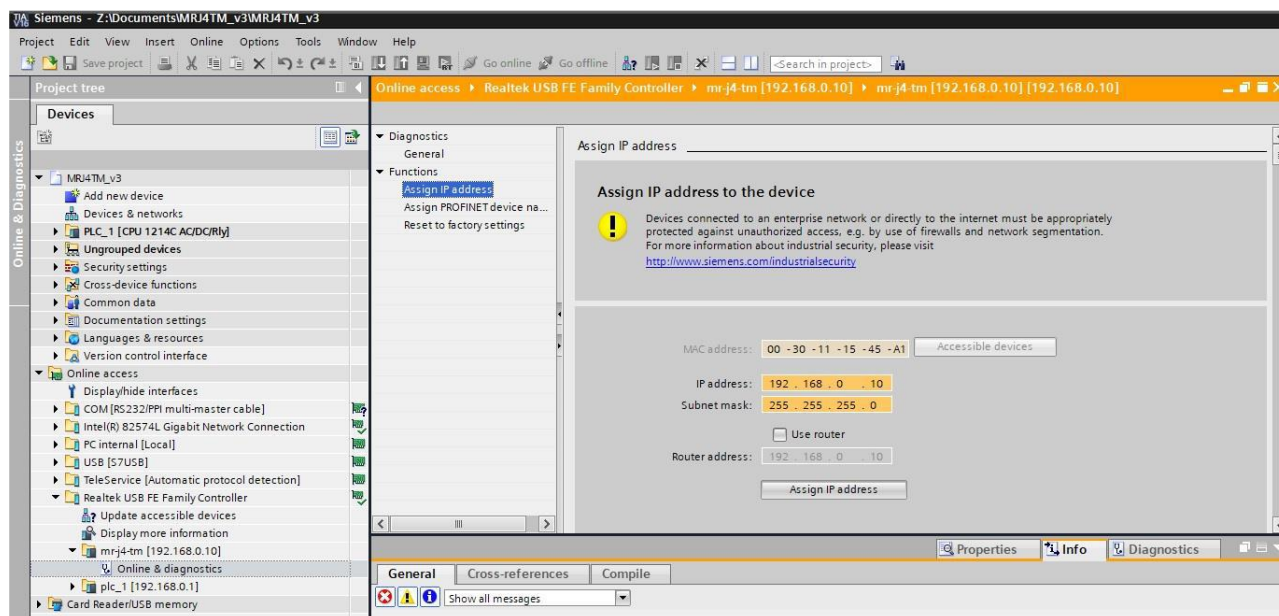 Siemens - Z:\Documents\MRJ4TM_v3\MRJ4TM_v3
Project Edit View Insert Online Options Tools Window Help
Save project Go online Go offline <Search in project>
Project tree
Online access ▸ Realtek USB FE Family Controller ▸ mr-j4-tm [192.168.0.10] ▸ mr-j4-tm [192.168.0.10] [192.168.0.10]
Devices
Online & Diagnostics
MRJ4TM_v3
Add new device
Devices & networks
PLC_1 [CPU 1214C AC/DC/Rly]
Ungrouped devices
Security settings
Cross-device functions
Common data
Documentation settings
Languages & resources
Version control interface
Online access
Display/hide interfaces
COM [RS232/PPI multi-master cable]
Intel(R) 82574L Gigabit Network Connection
PC internal [Local]
USB [S7USB]
TeleService [Automatic protocol detection]
Realtek USB FE Family Controller
Update accessible devices
Display more information
mr-j4-tm [192.168.0.10]
Online & diagnostics
plc_1 [192.168.0.1]
Card Reader/USB memory
Diagnostics
General
Functions
Assign IP address
Assign PROFINET device na...
Reset to factory settings
Assign IP address
Assign IP address to the device
Devices connected to an enterprise network or directly to the internet must be appropriately
protected against unauthorized access, e.g. by use of firewalls and network segmentation.
For more information about industrial security, please visit
http://www.siemens.com/industrialsecurity
MAC address: 00 -30 -11 -15 -45 -A1 Accessible devices
IP address: 192 . 168 . 0 . 10
Subnet mask: 255 . 255 . 255 . 0
Use router
Router address: 192 . 168 . 0 . 10
Assign IP address
Properties Info Diagnostics
General Cross-references Compile
Show all messages